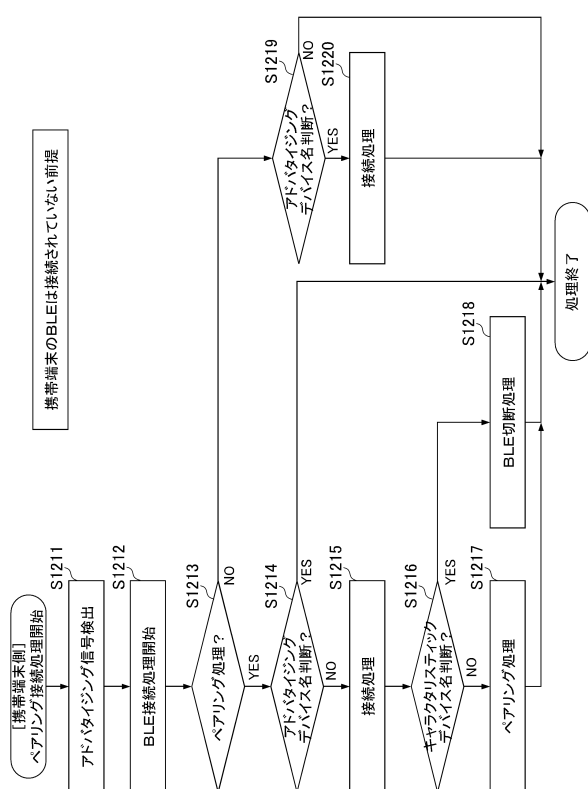 [携帯端末側]
ペアリング接続処理開始
S1211
アドバタイジング信号検出
S1212
BLE接続処理開始
S1213
ペアリング処理?
NO
YES
S1214
アドバタイジング
デバイス名判断?
YES
NO
S1215
接続処理
S1216
キャラクタリスティック
デバイス名判断?
YES
NO
S1217
ペアリング処理
S1218
BLE切断処理
携帯端末のBLEは接続されていない前提
S1219
アドバタイジング
デバイス名判断?
NO
YES
S1220
接続処理
処理終了